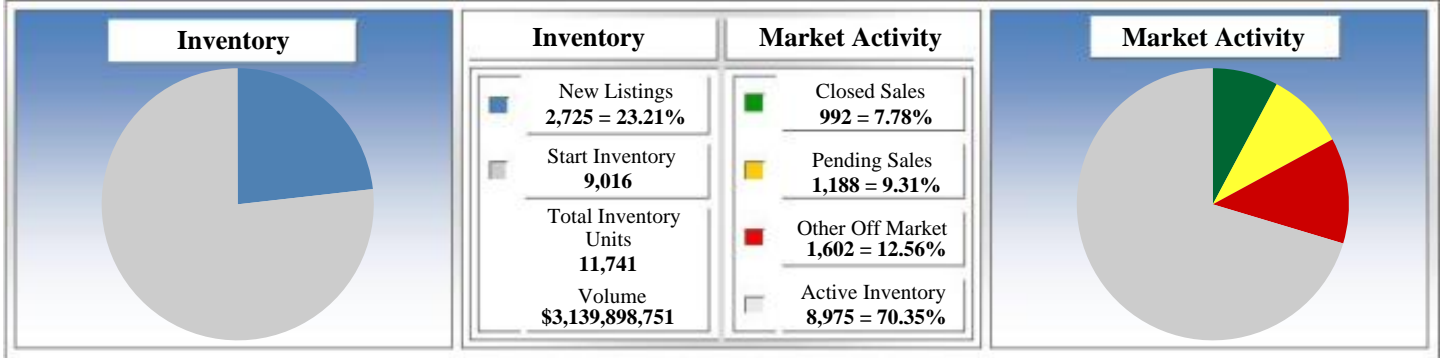 Inventory
Inventory
Market Activity
Market Activity
New Listings
2,725 = 23.21%
Start Inventory
9,016
Total Inventory
Units
11,741
Volume
$3,139,898,751
Closed Sales
992 = 7.78%
Pending Sales
1,188 = 9.31%
Other Off Market
1,602 = 12.56%
Active Inventory
8,975 = 70.35%